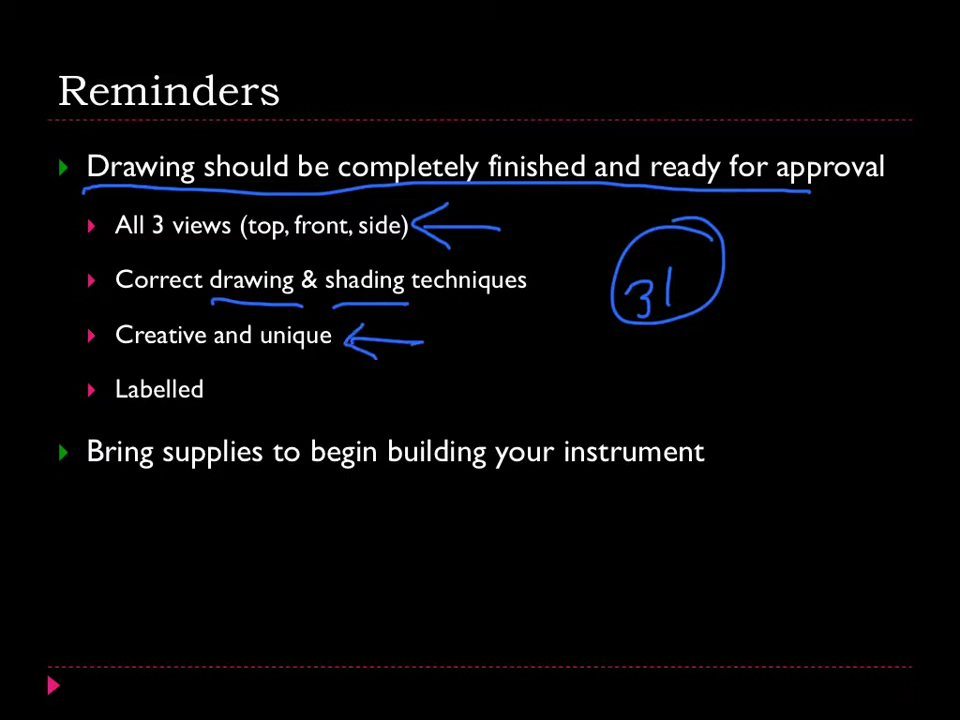 Reminders
Drawing should be completely finished and ready for approval
All 3 views (top, front, side)
Correct drawing & shading techniques
31
Creative and unique
Labelled
Bring supplies to begin building your instrument